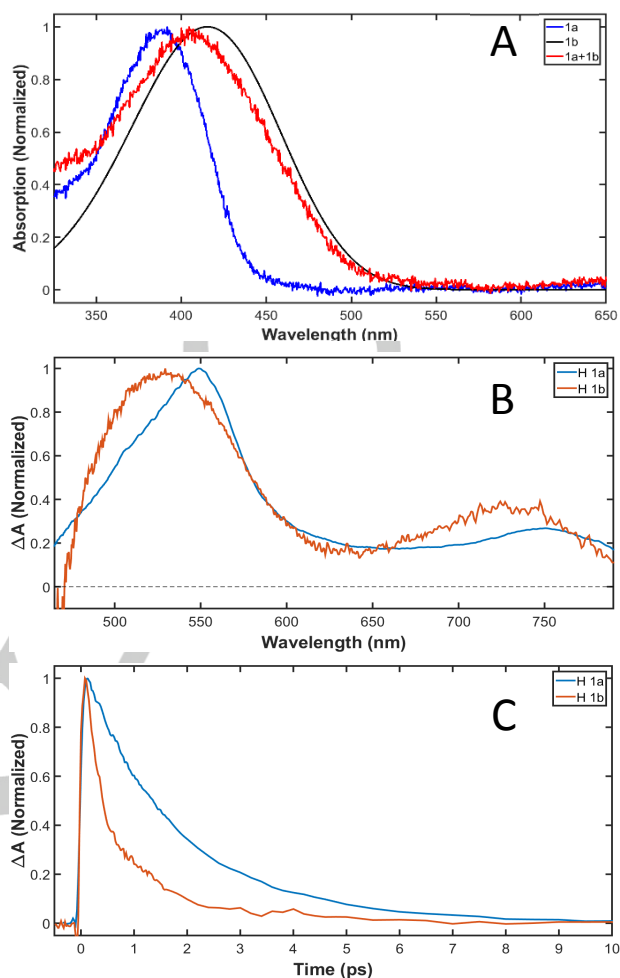 A
1a
1b
1a+1b
Absorption (Normalized)
1
0.8
0.6
0.4
0.2
0
350 400 450 500 550 600 650
Wavelength (nm)
B
H 1a
H 1b
ΔA (Normalized)
1
0.8
0.6
0.4
0.2
0
500 550 600 650 700 750
Wavelength (nm)
C
H 1a
H 1b
ΔA (Normalized)
1
0.8
0.6
0.4
0.2
0
0 1 2 3 4 5 6 7 8 9 10
Time (ps)